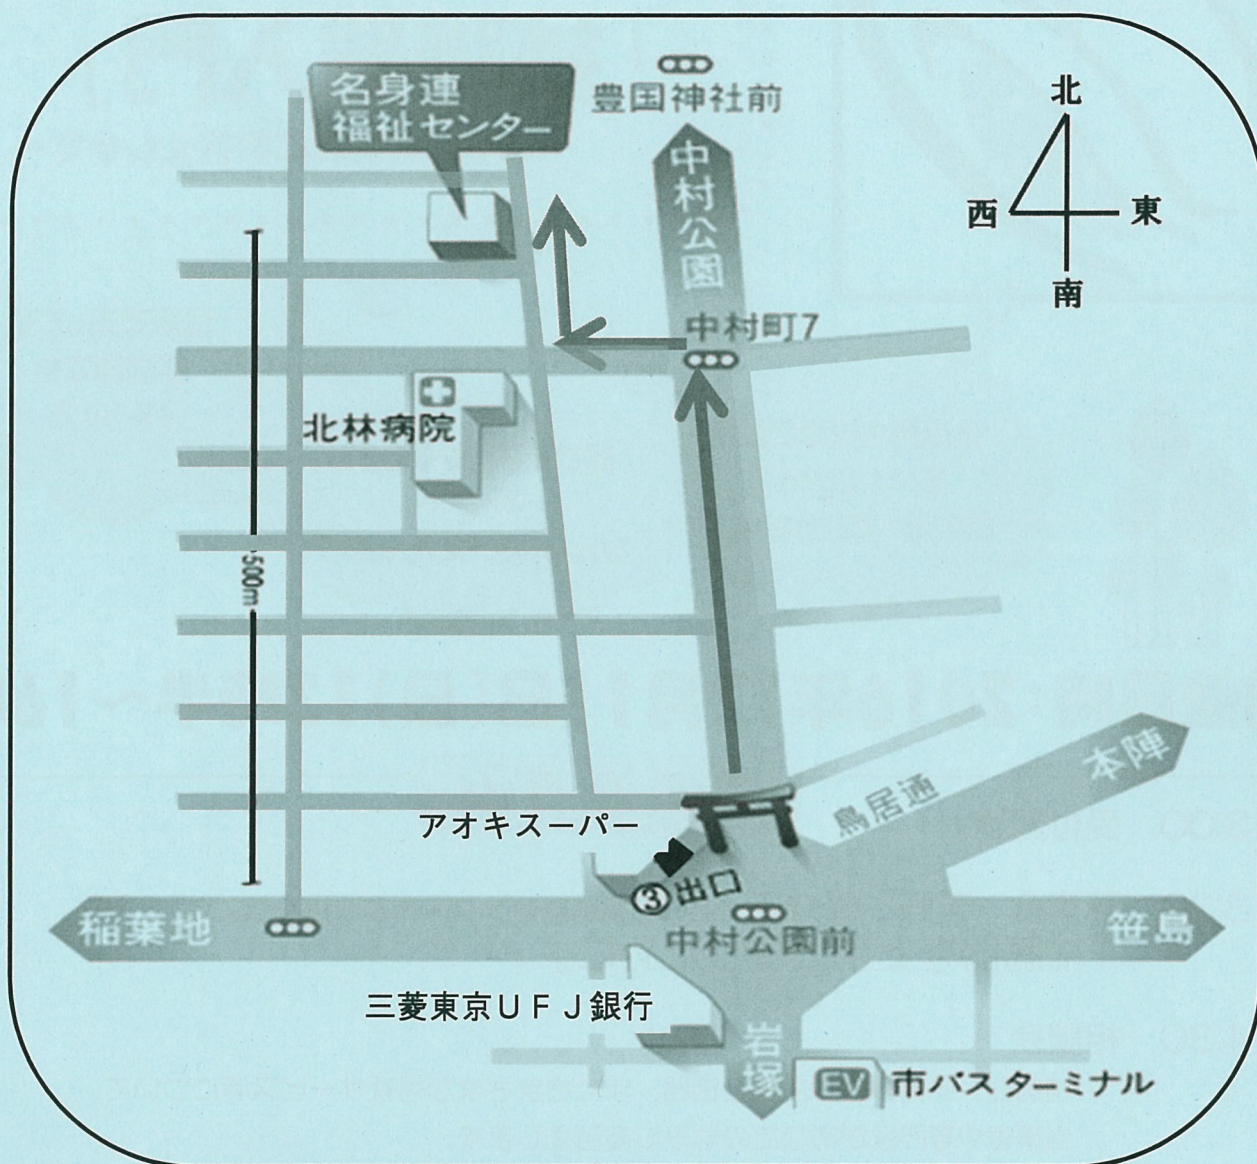 名身連
福祉センター
豊国神社前
北
西
東
南
中村公園
中村町7
北林病院
500m
本陣
鳥居通
アオキスーパー
③出口
稲葉地
中村公園前
笹島
三菱東京ＵＦＪ銀行
岩塚
EV 市バスターミナル